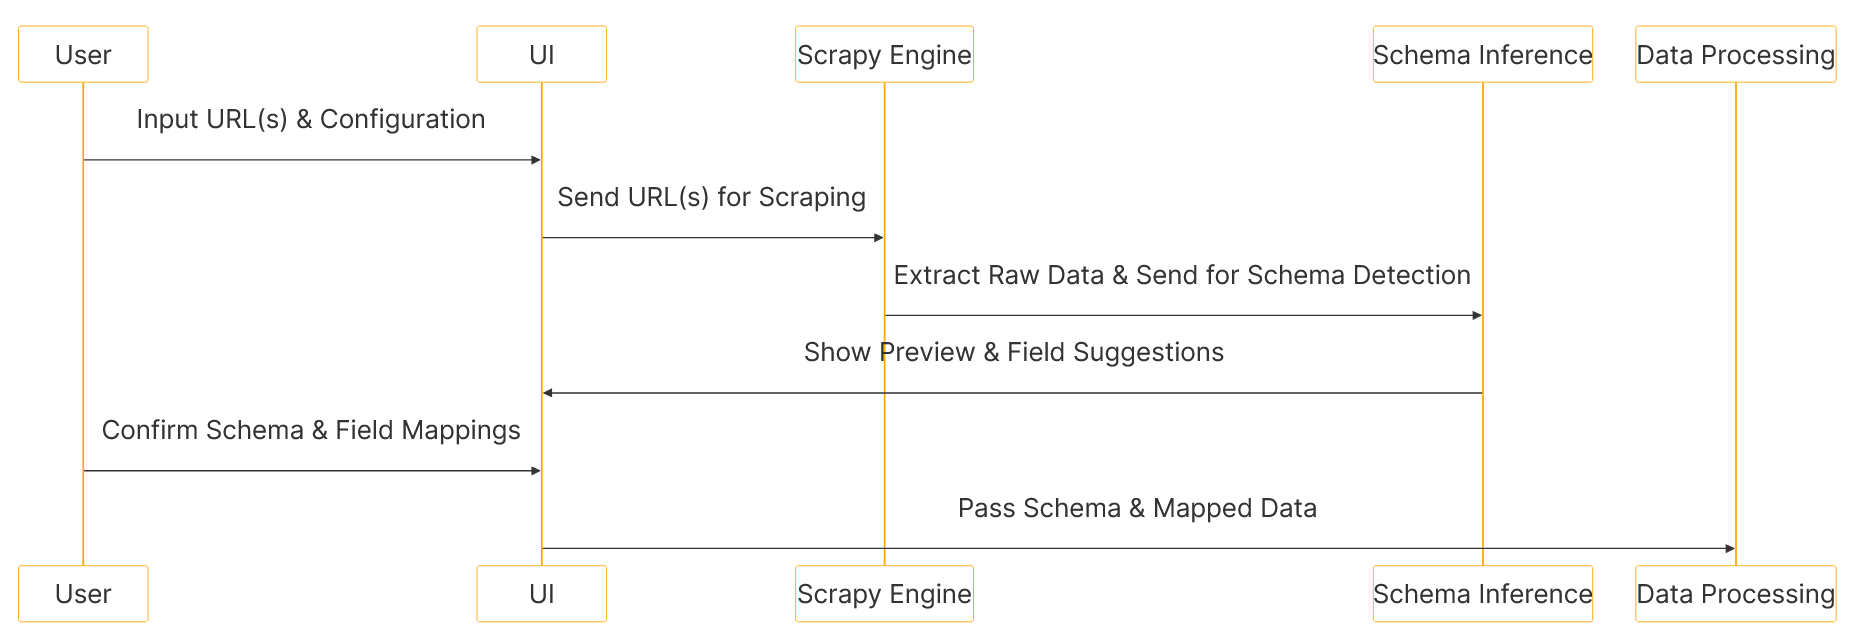 User
UI
Scrapy Engine
Schema Inference
Data Processing
Input URL(s) & Configuration
Send URL(s) for Scraping
Extract Raw Data & Send for Schema Detection
Show Preview & Field Suggestions
Confirm Schema & Field Mappings
Pass Schema & Mapped Data
User
UI
Scrapy Engine
Schema Inference
Data Processing